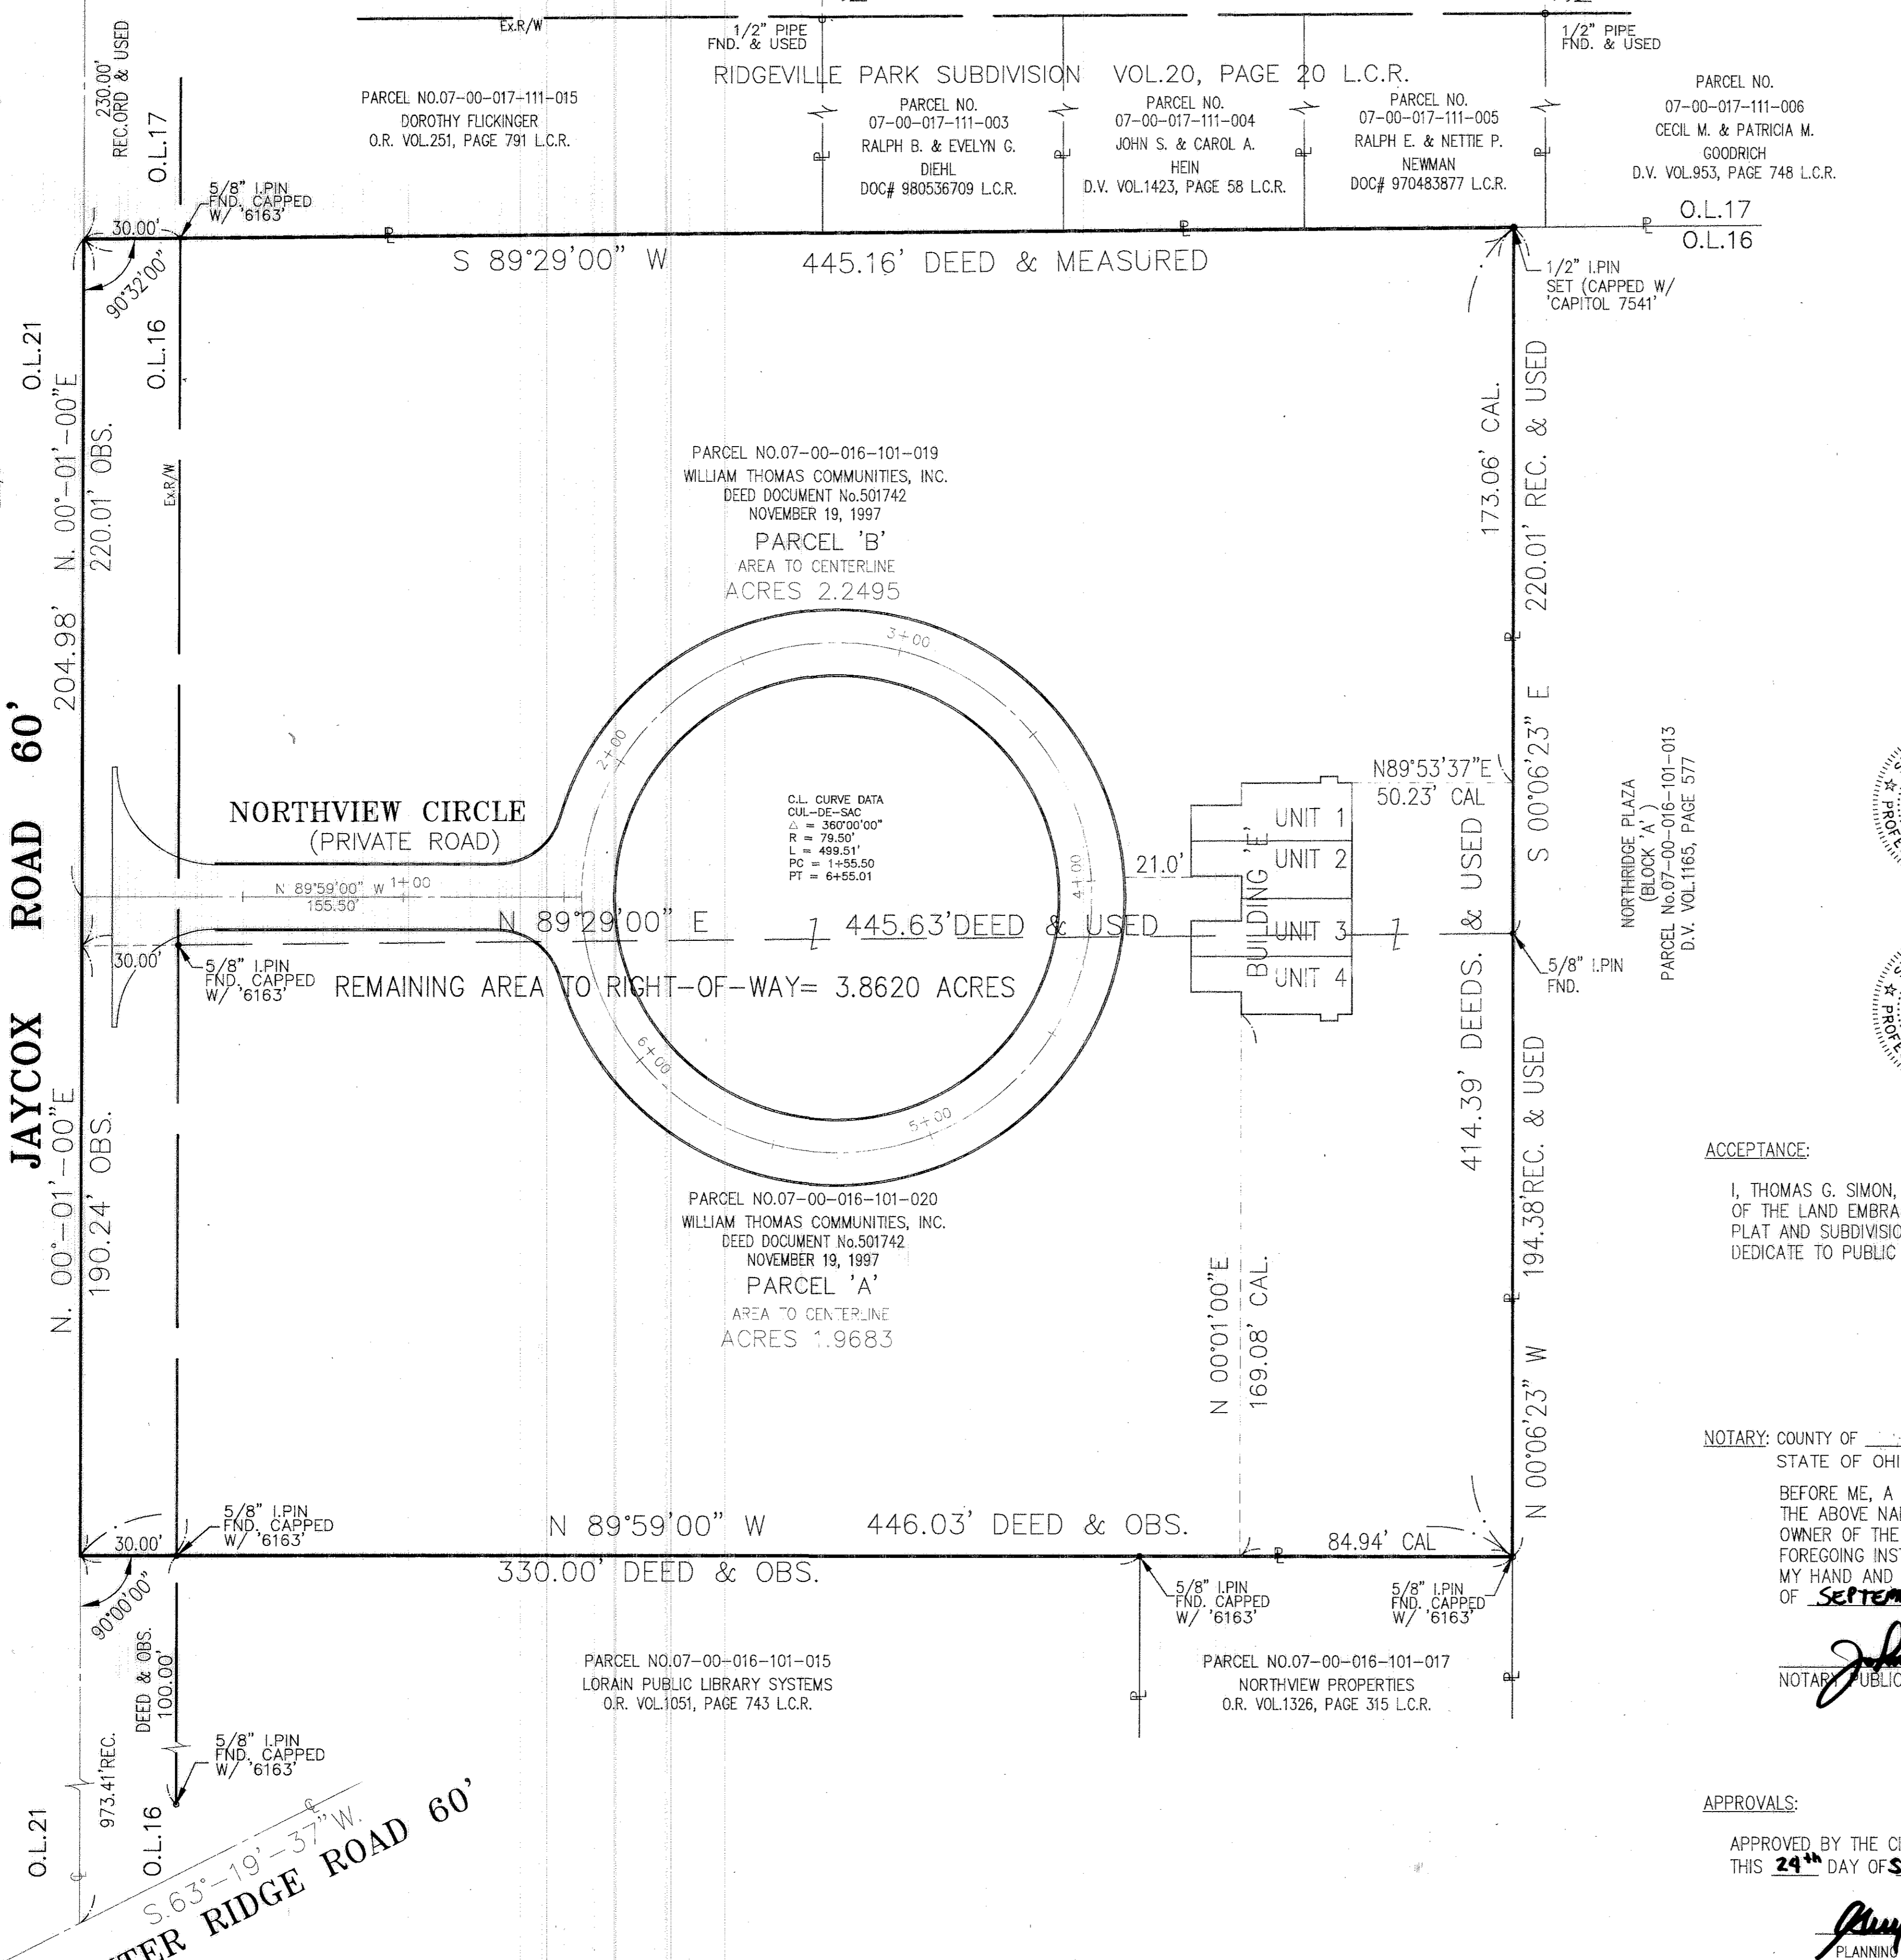 Ex.R/W
1/2" PIPE
FND. & USED
1/2" PIPE
FND. & USED
230.00'
REC.ORD & USED
O.L.17
RIDGEVILLE PARK SUBDIVISION VOL.20, PAGE 20 L.C.R.
PARCEL NO.07-00-017-111-015
DOROTHY FLICKINGER
O.R. VOL.251, PAGE 791 L.C.R.
PARCEL NO.
07-00-017-111-003
RALPH B. & EVELYN G.
DIEHL
DOC# 980536709 L.C.R.
PARCEL NO.
07-00-017-111-004
JOHN S. & CAROL A.
HEIN
D.V. VOL.1423, PAGE 58 L.C.R.
PARCEL NO.
07-00-017-111-005
RALPH E. & NETTIE P.
NEWMAN
DOC# 970483877 L.C.R.
PARCEL NO.
07-00-017-111-006
CECIL M. & PATRICIA M.
GOODRICH
D.V. VOL.953, PAGE 748 L.C.R.
5/8" I.PIN
FND. CAPPED
W/ '6163'
30.00'
90°32'00"
S 89°29'00" W 445.16' DEED & MEASURED
O.L.17
O.L.16
1/2" I.PIN
SET (CAPPED W/
'CAPITOL 7541'
O.L.21
O.L.16
Ex.R/W
204.98' N. 00°-01'-00"E
220.01' OBS.
173.06' CAL.
220.01' REC. & USED
S 00°06'23" E
PARCEL NO.07-00-016-101-019
WILLIAM THOMAS COMMUNITIES, INC.
DEED DOCUMENT No.501742
NOVEMBER 19, 1997
PARCEL 'B'
AREA TO CENTERLINE
ACRES 2.2495
JAYCOX ROAD 60'
2+00
3+00
4+00
5+00
6+00
C.L. CURVE DATA
CUL-DE-SAC
△ = 360°00'00"
R = 79.50'
L = 499.51'
PC = 1+55.50
PT = 6+55.01
NORTHVIEW CIRCLE
(PRIVATE ROAD)
N 89°59'00" W 1+00
155.50'
21.0'
N89°53'37"E
50.23' CAL
BUILDING 'E'
UNIT 1
UNIT 2
UNIT 3
UNIT 4
NORTHRIDGE PLAZA
(BLOCK 'A')
PARCEL No.07-00-016-101-013
D.V. VOL.1165, PAGE 577
N 89°29'00" E 445.63'DEED & USED
30.00'
5/8" I.PIN
FND. CAPPED
W/ '6163'
REMAINING AREA TO RIGHT-OF-WAY= 3.8620 ACRES
5/8" I.PIN
FND.
414.39' DEEDS. & USED
194.38'REC. & USED
N 00°06'23" W
N. 00°-01'-00"E
190.24' OBS.
PARCEL NO.07-00-016-101-020
WILLIAM THOMAS COMMUNITIES, INC.
DEED DOCUMENT No.501742
NOVEMBER 19, 1997
PARCEL 'A'
AREA TO CENTERLINE
ACRES 1.9683
N 00°01'00"E
169.08' CAL.
ACCEPTANCE:
I, THOMAS G. SIMON,
OF THE LAND
PLAT AND
DEDICATE TO PUBLIC
NOTARY: COUNTY OF
STATE OF
BEFORE ME, A
THE ABOVE
OWNER OF THE
FOREGOING
MY HAND AND
OF
NOTARY PUBLIC
5/8" I.PIN
FND. CAPPED
W/ '6163'
30.00'
90°00'00"
N 89°59'00" W 446.03' DEED & OBS.
330.00' DEED & OBS.
84.94' CAL
5/8" I.PIN
FND. CAPPED
W/ '6163'
5/8" I.PIN
FND. CAPPED
W/ '6163'
PARCEL NO.07-00-016-101-015
LORAIN PUBLIC LIBRARY SYSTEMS
O.R. VOL.1051, PAGE 743 L.C.R.
PARCEL NO.07-00-016-101-017
NORTHVIEW PROPERTIES
O.R. VOL.1326, PAGE 315 L.C.R.
DEED & OBS.
100.00'
973.41'REC.
5/8" I.PIN
FND. CAPPED
W/ '6163'
O.L.21
O.L.16
S.63°-19'-37"W.
RIDGE ROAD 60'
APPROVALS:
APPROVED BY THE
THIS 24th DAY OF
PLANNING